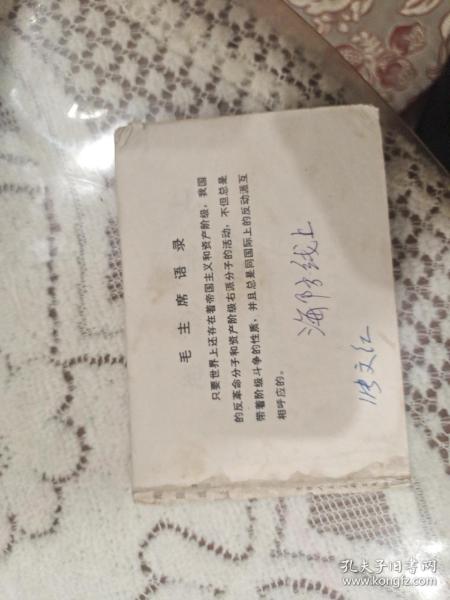 毛主席语录
只要世界上还存在着帝国主义和资产阶级，我国
的反革命分子和资产阶级右派分子的活动，不但总是
带着阶级斗争的性质，并且总是同国际上的反动派互
相呼应的。
海防线上
张文仁
孔夫子旧书网
www.kongfz.com